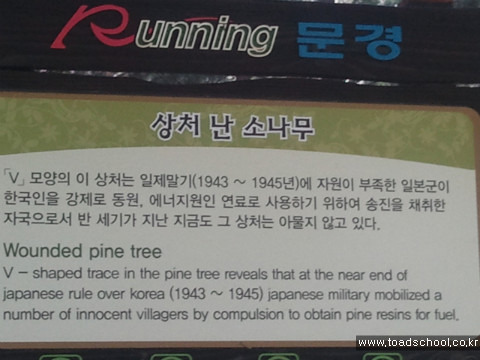 Running 문경
상처 난 소나무
「V」 모양의 이 상처는 일제말기(1943 ~ 1945년)에 자원이 부족한 일본군이
한국인을 강제로 동원, 에너지원인 연료로 사용하기 위하여 송진을 채취한
자국으로서 반 세기가 지난 지금도 그 상처는 아물지 않고 있다.
Wounded pine tree
V - shaped trace in the pine tree reveals that at the near end of
japanese rule over korea (1943 ~ 1945) japanese military mobilized a
number of innocent villagers by compulsion to obtain pine resins for fuel.
www.toadschool.co.kr